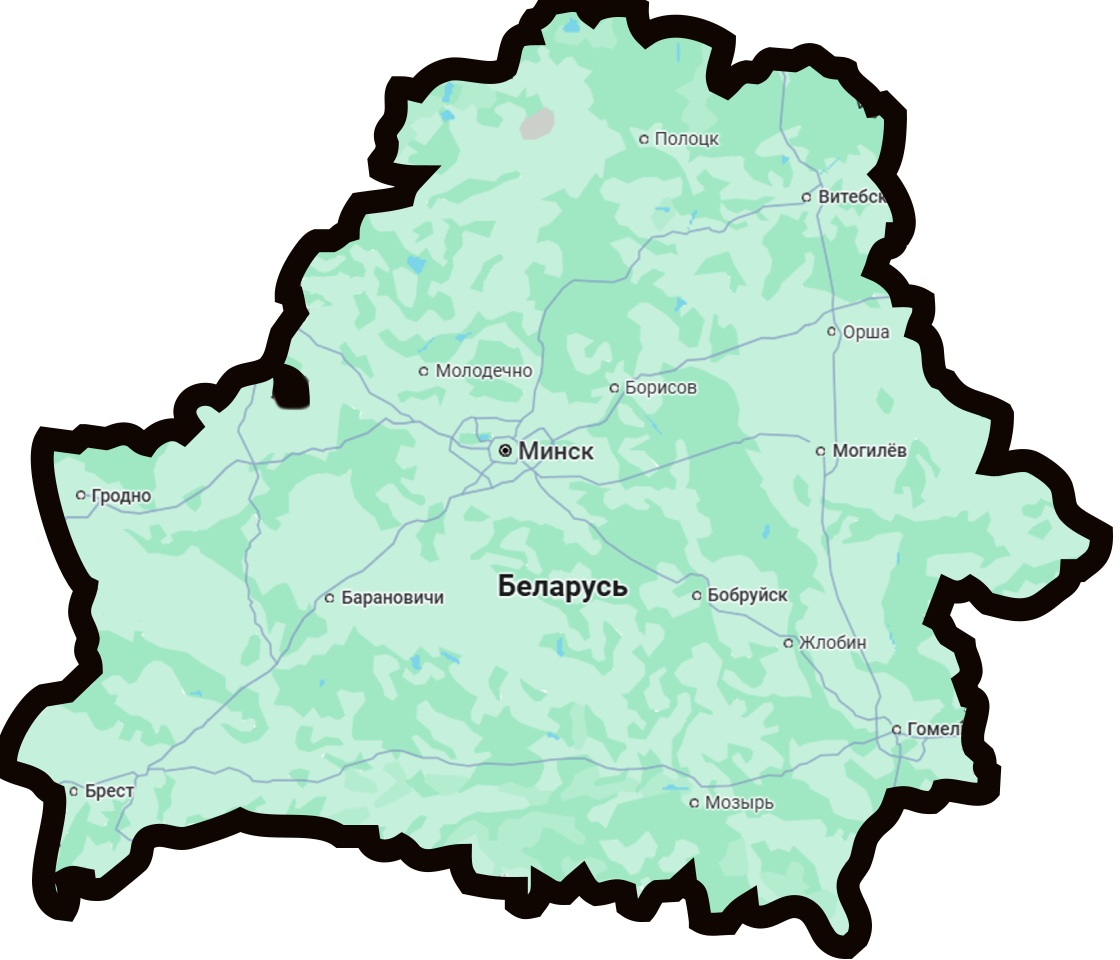 Полоцк
Витебск
Орша
Молодечно
Борисов
Минск
Могилёв
Гродно
Беларусь
Барановичи
Бобруйск
Жлобин
Гомел
Брест
Мозырь